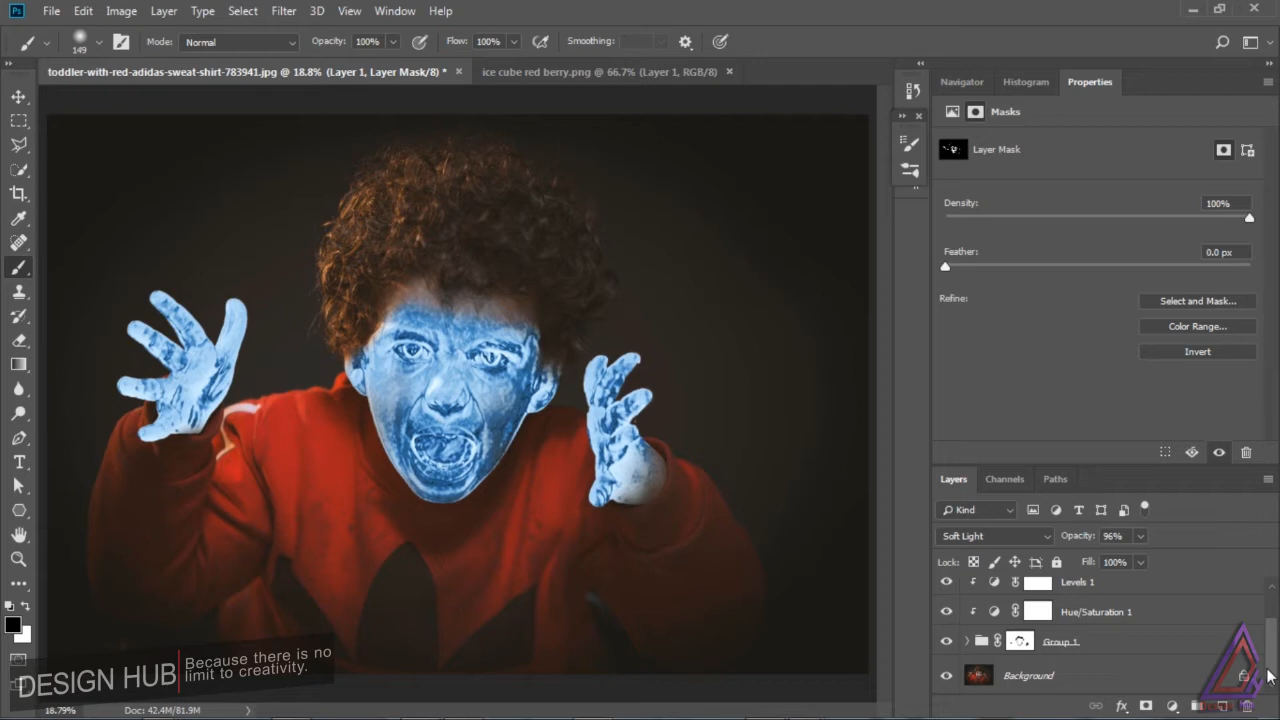 Ps File Edit Image Layer Type Select Filter 3D View Window Help
149 Mode: Normal Opacity: 100% Flow: 100% Smoothing:
toddler-with-red-adidas-sweat-shirt-783941.jpg @ 18.8% (Layer 1, Layer Mask/8) * × ice cube red berry.png @ 66.7% (Layer 1, RGB/8) ×
Navigator Histogram Properties
Masks
Layer Mask
Density: 100%
Feather: 0.0 px
Refine: Select and Mask...
Color Range...
Invert
Layers Channels Paths
Kind
Soft Light Opacity: 96%
Lock: Fill: 100%
Levels 1
Hue/Saturation 1
Group 1
Background
DESIGN HUB
Because there is no
limit to creativity.
18.79% Doc: 42.4M/81.9M